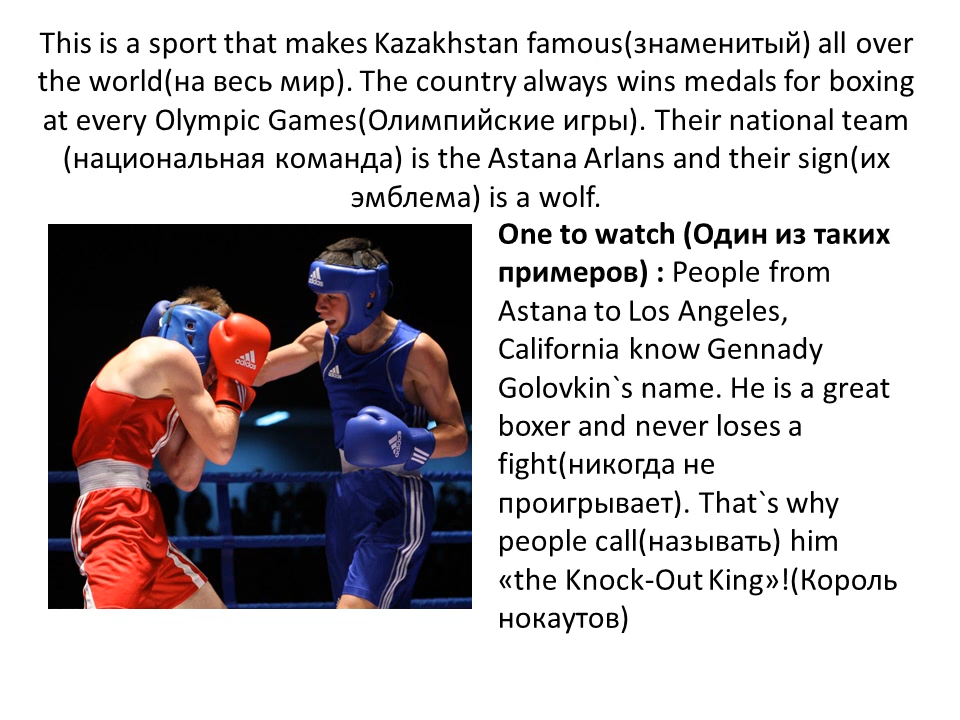 This is a sport that makes Kazakhstan famous(знаменитый) all over
the world(на весь мир). The country always wins medals for boxing
at every Olympic Games(Олимпийские игры). Their national team
(национальная команда) is the Astana Arlans and their sign(их
эмблема) is a wolf.
One to watch (Один из таких
примеров) : People from
Astana to Los Angeles,
California know Gennady
Golovkin`s name. He is a great
boxer and never loses a
fight(никогда не
проигрывает). That`s why
people call(называть) him
«the Knock-Out King»!(Король
нокаутов)
adidas
adidas
adidas
adidas